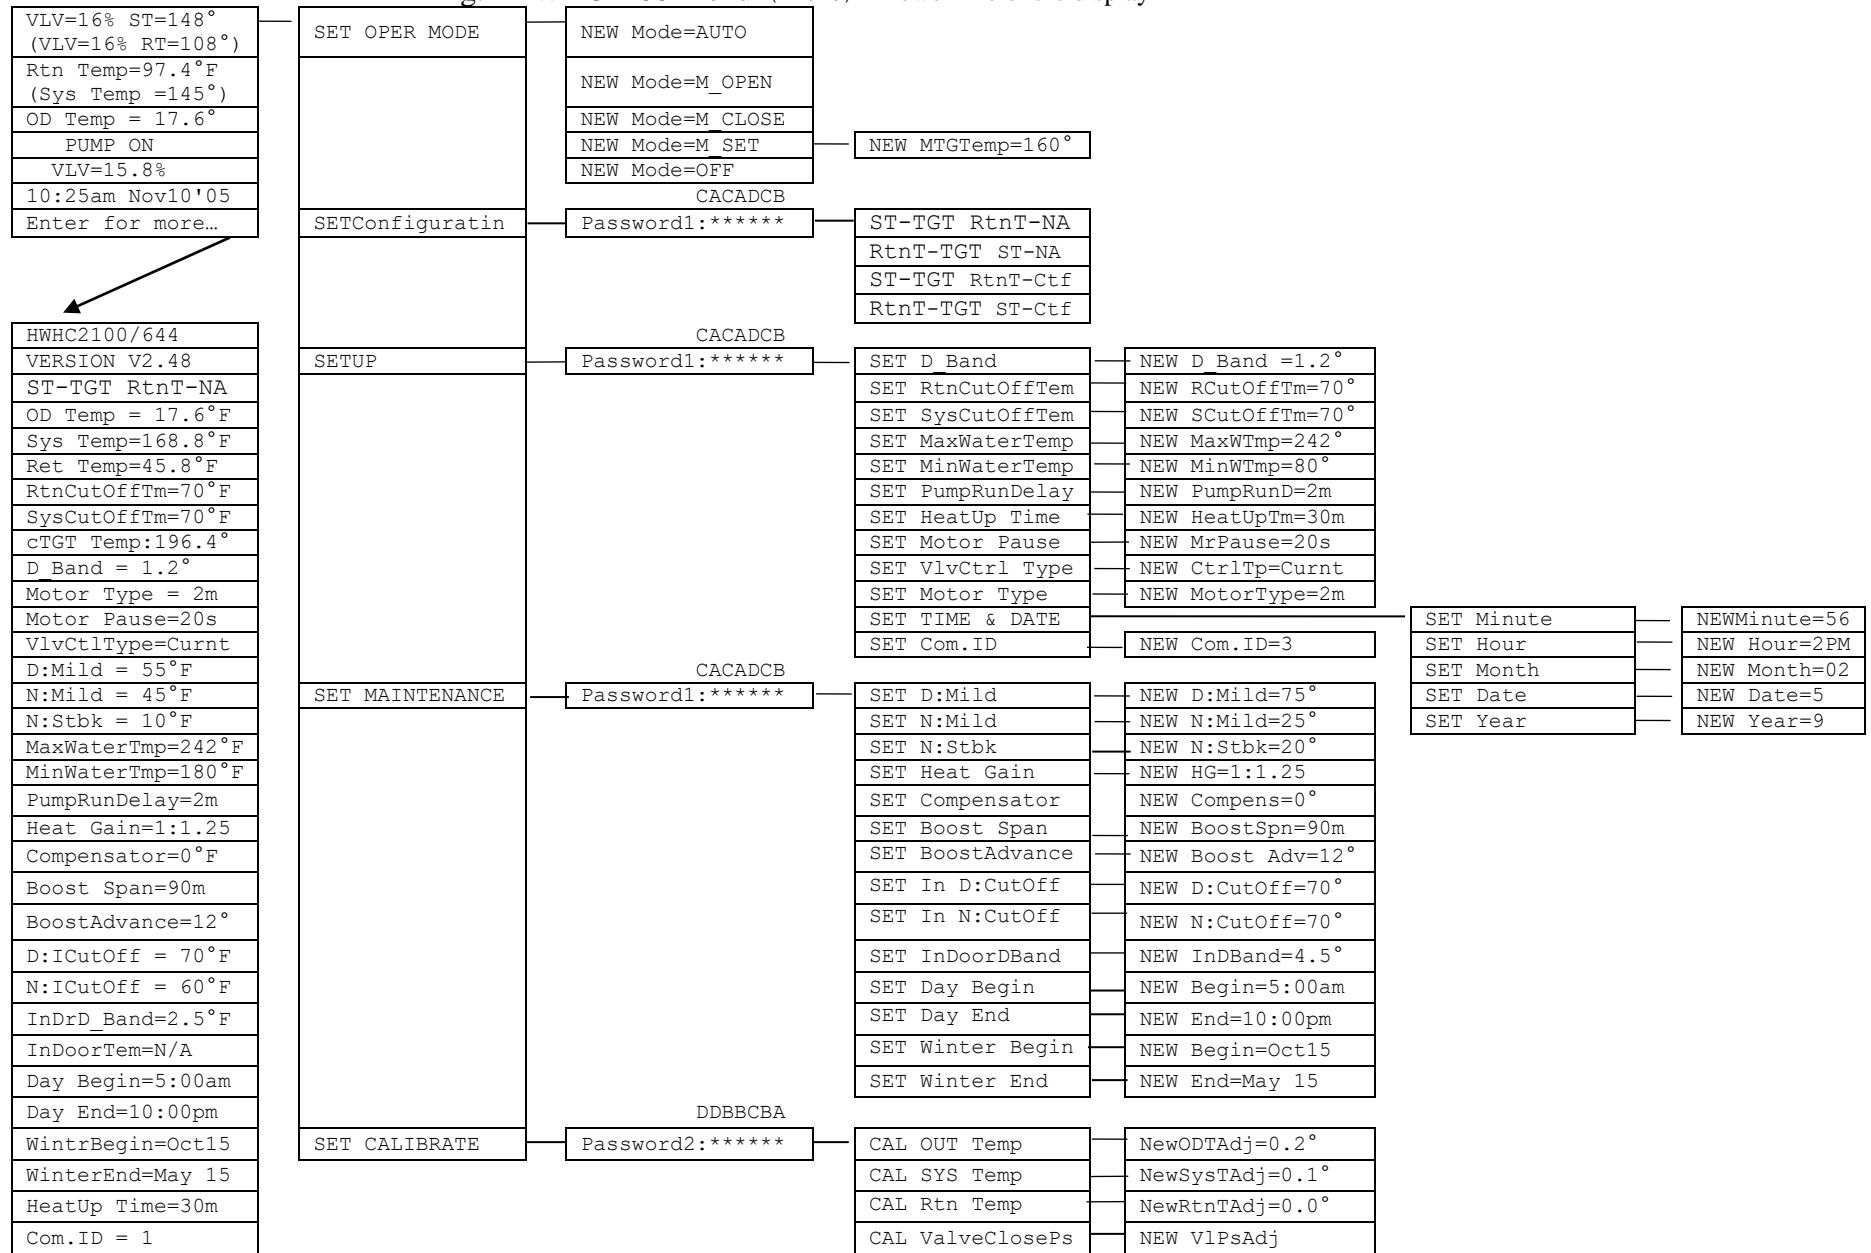 VLV=16% ST=148°
(VLV=16% RT=108°)
Rtn Temp=97.4°F
(Sys Temp =145°)
OD Temp = 17.6°
PUMP ON
VLV=15.8%
10:25am Nov10'05
Enter for more…
HWHC2100/644
VERSION V2.48
ST-TGT RtnT-NA
OD Temp = 17.6°F
Sys Temp=168.8°F
Ret Temp=45.8°F
RtnCutOffTm=70°F
SysCutOffTm=70°F
cTGT Temp:196.4°
D_Band = 1.2°
Motor Type = 2m
Motor Pause=20s
VlvCtlType=Curnt
D:Mild = 55°F
N:Mild = 45°F
N:Stbk = 10°F
MaxWaterTmp=242°F
MinWaterTmp=180°F
PumpRunDelay=2m
Heat Gain=1:1.25
Compensator=0°F
Boost Span=90m
BoostAdvance=12°
D:ICutOff = 70°F
N:ICutOff = 60°F
InDrD_Band=2.5°F
InDoorTem=N/A
Day Begin=5:00am
Day End=10:00pm
WintrBegin=Oct15
WinterEnd=May 15
HeatUp Time=30m
Com.ID = 1
SET OPER MODE
NEW Mode=AUTO
NEW Mode=M_OPEN
NEW Mode=M_CLOSE
NEW Mode=M_SET
NEW MTGTemp=160°
NEW Mode=OFF
CACADCB
SETConfiguratin
Password1:******
ST-TGT RtnT-NA
RtnT-TGT ST-NA
ST-TGT RtnT-Ctf
RtnT-TGT ST-Ctf
CACADCB
SETUP
Password1:******
SET D_Band
NEW D_Band =1.2°
SET RtnCutOffTem
NEW RCutOffTm=70°
SET SysCutOffTem
NEW SCutOffTm=70°
SET MaxWaterTemp
NEW MaxWTmp=242°
SET MinWaterTemp
NEW MinWTmp=80°
SET PumpRunDelay
NEW PumpRunD=2m
SET HeatUp Time
NEW HeatUpTm=30m
SET Motor Pause
NEW MrPause=20s
SET VlvCtrl Type
NEW CtrlTp=Curnt
SET Motor Type
NEW MotorType=2m
SET TIME & DATE
SET Minute
NEWMinute=56
SET Hour
NEW Hour=2PM
SET Month
NEW Month=02
SET Date
NEW Date=5
SET Year
NEW Year=9
SET Com.ID
NEW Com.ID=3
CACADCB
SET MAINTENANCE
Password1:******
SET D:Mild
NEW D:Mild=75°
SET N:Mild
NEW N:Mild=25°
SET N:Stbk
NEW N:Stbk=20°
SET Heat Gain
NEW HG=1:1.25
SET Compensator
NEW Compens=0°
SET Boost Span
NEW BoostSpn=90m
SET BoostAdvance
NEW Boost Adv=12°
SET In D:CutOff
NEW D:CutOff=70°
SET In N:CutOff
NEW N:CutOff=70°
SET InDoorDBand
NEW InDBand=4.5°
SET Day Begin
NEW Begin=5:00am
SET Day End
NEW End=10:00pm
SET Winter Begin
NEW Begin=Oct15
SET Winter End
NEW End=May 15
DDBBCBA
SET CALIBRATE
Password2:******
CAL OUT Temp
NewODTAdj=0.2°
CAL SYS Temp
NewSysTAdj=0.1°
CAL Rtn Temp
NewRtnTAdj=0.0°
CAL ValveClosePs
NEW VlPsAdj